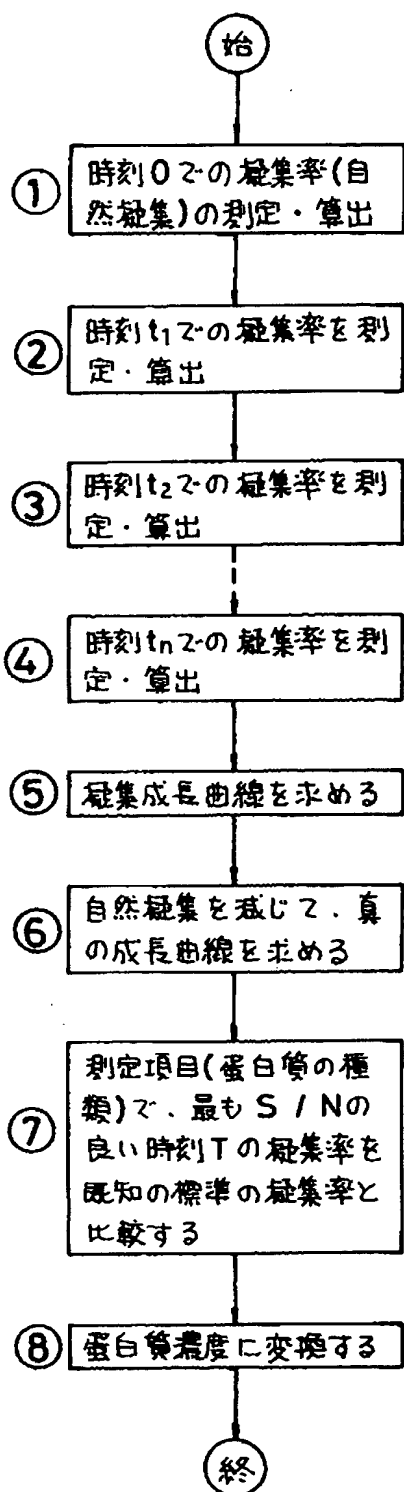 始
①
時刻0での凝集率(自
然凝集)の測定・算出
②
時刻t₁での凝集率を測
定・算出
③
時刻t₂での凝集率を測
定・算出
④
時刻tnでの凝集率を測
定・算出
⑤
凝集成長曲線を求める
⑥
自然凝集を減じて、真
の成長曲線を求める
⑦
測定項目(蛋白質の種
類)で、最もS/Nの
良い時刻Tの凝集率を
既知の標準の凝集率と
比較する
⑧
蛋白質濃度に変換する
終